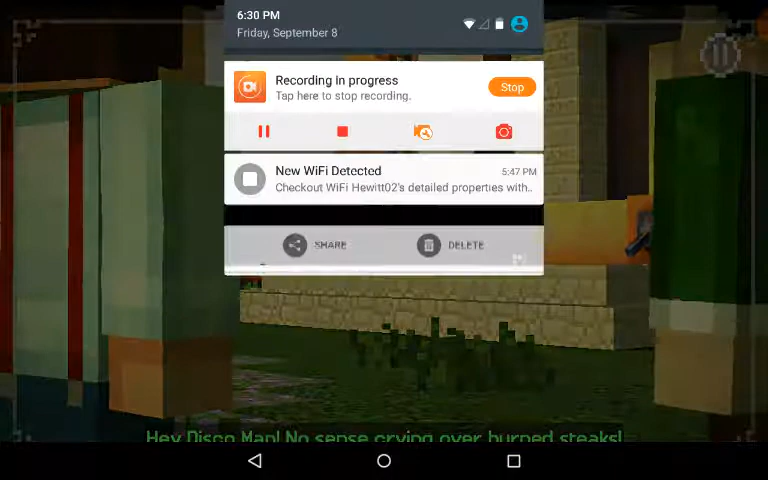 6:30 PM
Friday, September 8
Recording in progress
Tap here to stop recording.
Stop
New WiFi Detected
5:47 PM
Checkout WiFi Hewitt02's detailed properties with..
SHARE
DELETE
Hey Disco Man! No sense crying over burned steaks!